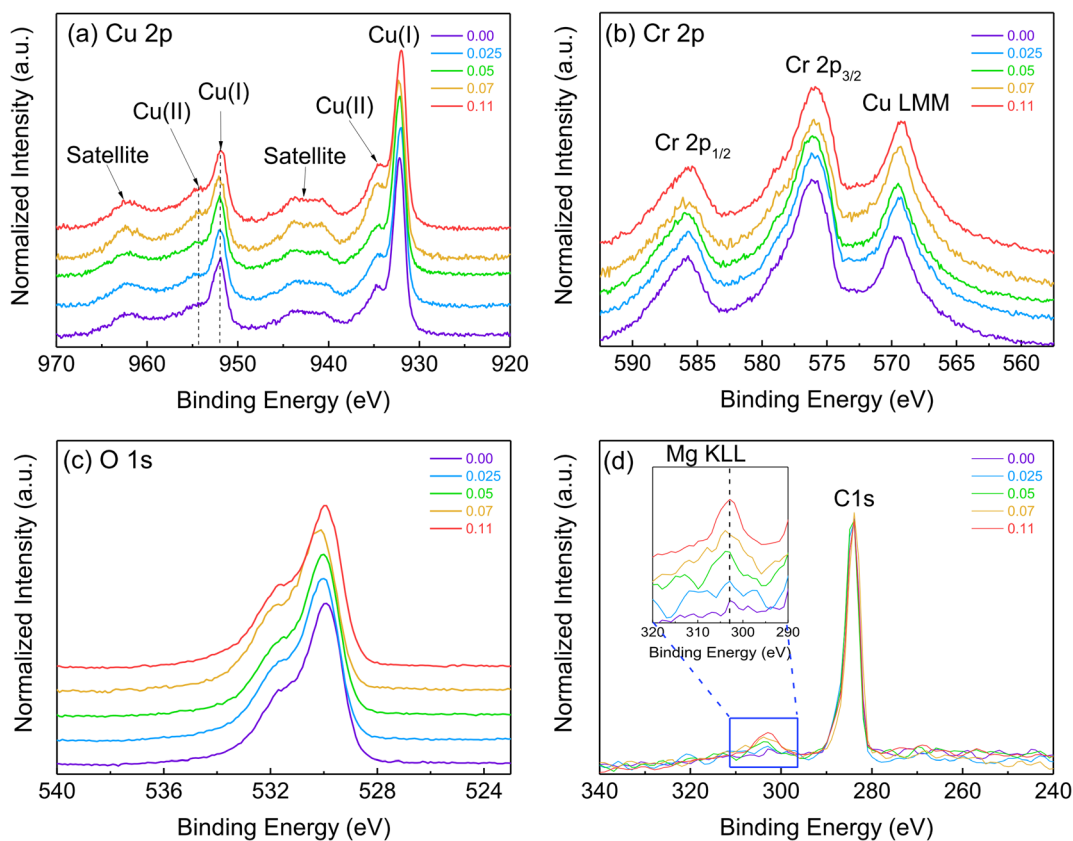 (a) Cu 2p
Cu(I)
0.00
0.025
0.05
0.07
0.11
Cu(I)
Cu(II)
Cu(II)
Satellite
Satellite
Normalized Intensity (a.u.)
970 960 950 940 930 920
Binding Energy (eV)
(b) Cr 2p
0.00
0.025
0.05
0.07
0.11
Cr 2p3/2
Cu LMM
Cr 2p1/2
Normalized Intensity (a.u.)
590 585 580 575 570 565 560
Binding Energy (eV)
(c) O 1s
0.00
0.025
0.05
0.07
0.11
Normalized Intensity (a.u.)
540 536 532 528 524
Binding Energy (eV)
(d)
Mg KLL
0.00
0.025
0.05
0.07
0.11
C1s
320 310 300 290
Binding Energy (eV)
Normalized Intensity (a.u.)
340 320 300 280 260 240
Binding Energy (eV)